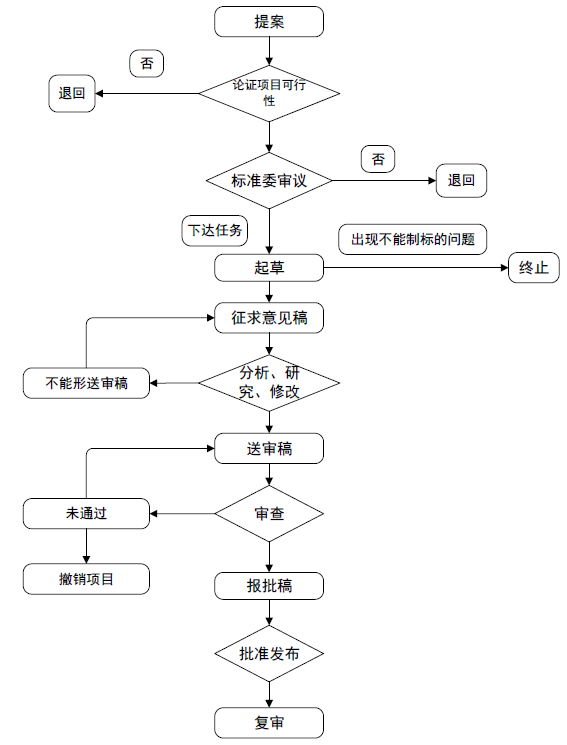 提案
否
论证项目可行
性
退回
否
标准委审议
退回
下达任务
出现不能制标的问题
起草
终止
征求意见稿
分析、研
究、修改
不能形送审稿
送审稿
未通过
审查
撤销项目
报批稿
批准发布
复审